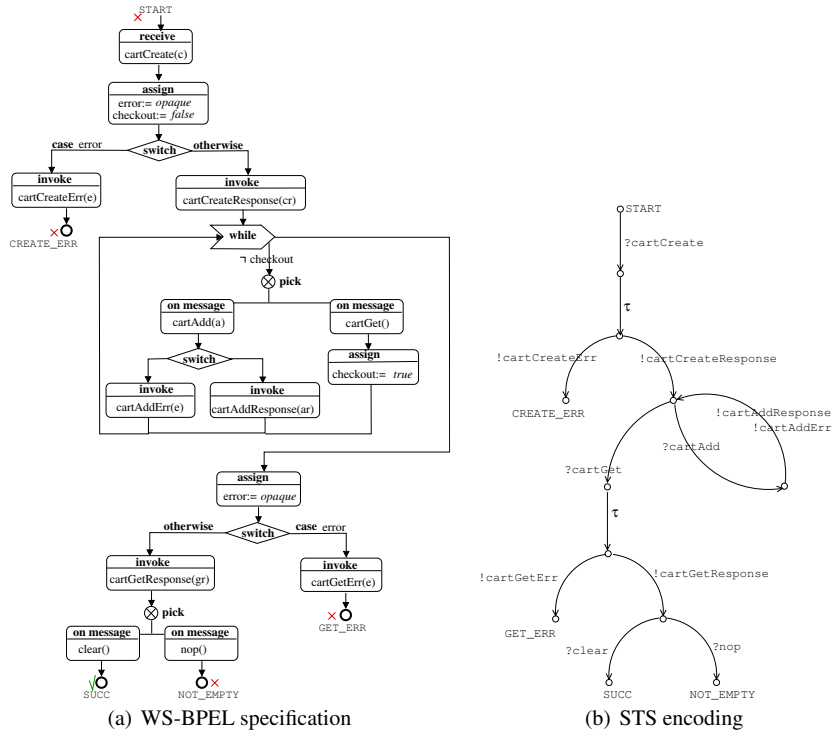 START
receive
cartCreate(c)
assign
error:= opaque
checkout:= false
case error
switch
otherwise
invoke
cartCreateErr(e)
CREATE_ERR
invoke
cartCreateResponse(cr)
while
¬ checkout
pick
on message
cartAdd(a)
on message
cartGet()
switch
assign
checkout:= true
invoke
cartAddErr(e)
invoke
cartAddResponse(ar)
assign
error:= opaque
otherwise
switch
case error
invoke
cartGetResponse(gr)
invoke
cartGetErr(e)
GET_ERR
pick
on message
clear()
on message
nop()
SUCC
NOT_EMPTY
(a) WS-BPEL specification
START
?cartCreate
τ
!cartCreateErr
!cartCreateResponse
CREATE_ERR
!cartAddResponse
!cartAddErr
?cartAdd
?cartGet
τ
!cartGetErr
!cartGetResponse
GET_ERR
?clear
?nop
SUCC
NOT_EMPTY
(b) STS encoding